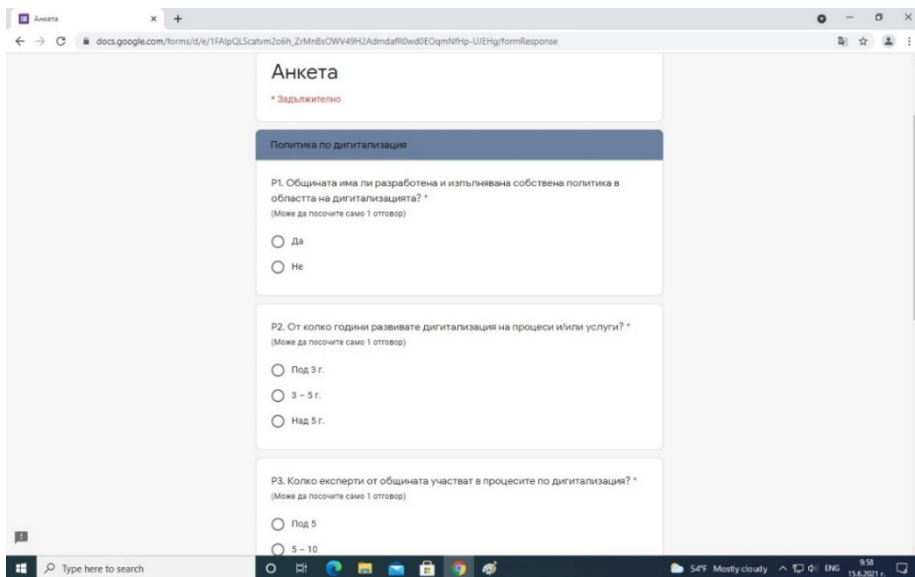 Анкета
docs.google.com/forms/d/e/1FAIpQLScatvm2o6h_ZrMnBsOWV49H2AdmdafR0wd0EOqmNfHp-UJEHg/formResponse
Анкета
* Задължително
Политика по дигитализация
P1. Общината има ли разработена и изпълнявана собствена политика в
областта на дигитализацията? *
(Може да посочите само 1 отговор)
Да
Не
P2. От колко години развивате дигитализация на процеси и/или услуги? *
(Може да посочите само 1 отговор)
Под 3 г.
3 – 5 г.
Над 5 г.
P3. Колко експерти от общината участват в процесите по дигитализация? *
(Може да посочите само 1 отговор)
Под 5
5 – 10
Type here to search
54°F Mostly cloudy
ENG
9:58
15.6.2021 г.